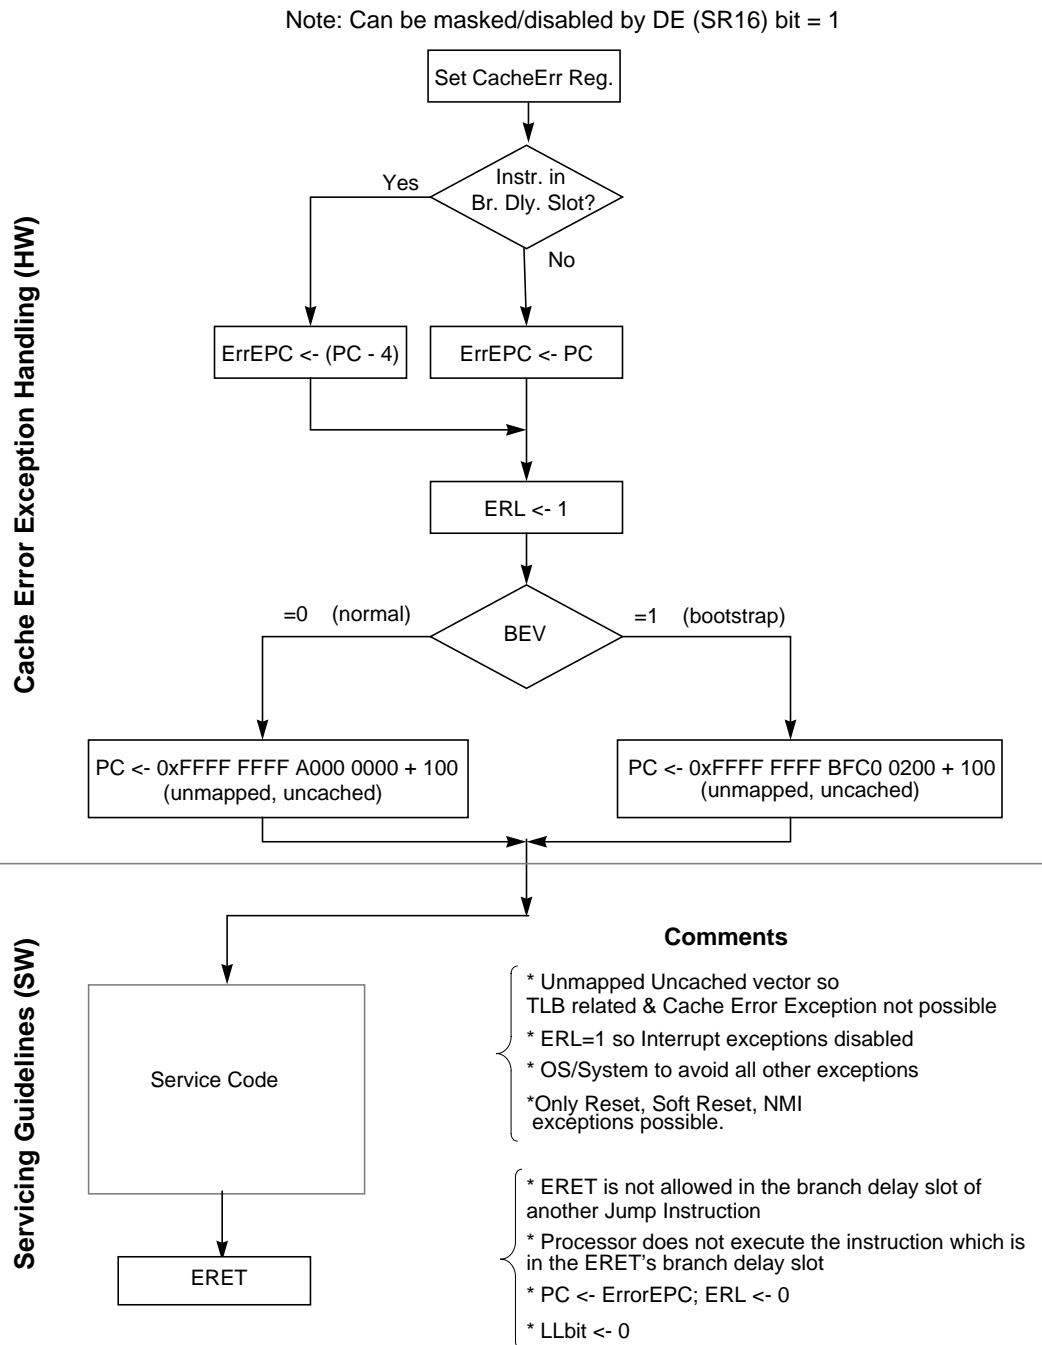 Note: Can be masked/disabled by DE (SR16) bit = 1
Set CacheErr Reg.
Instr. in
Br. Dly. Slot?
Yes
No
ErrEPC <- (PC - 4)
ErrEPC <- PC
ERL <- 1
BEV
=0 (normal)
=1 (bootstrap)
PC <- 0xFFFF FFFF A000 0000 + 100
(unmapped, uncached)
PC <- 0xFFFF FFFF BFC0 0200 + 100
(unmapped, uncached)
Cache Error Exception Handling (HW)
Servicing Guidelines (SW)
Service Code
ERET
Comments
* Unmapped Uncached vector so
TLB related & Cache Error Exception not possible
* ERL=1 so Interrupt exceptions disabled
* OS/System to avoid all other exceptions
*Only Reset, Soft Reset, NMI
exceptions possible.
* ERET is not allowed in the branch delay slot of
another Jump Instruction
* Processor does not execute the instruction which is
in the ERET's branch delay slot
* PC <- ErrorEPC; ERL <- 0
* LLbit <- 0